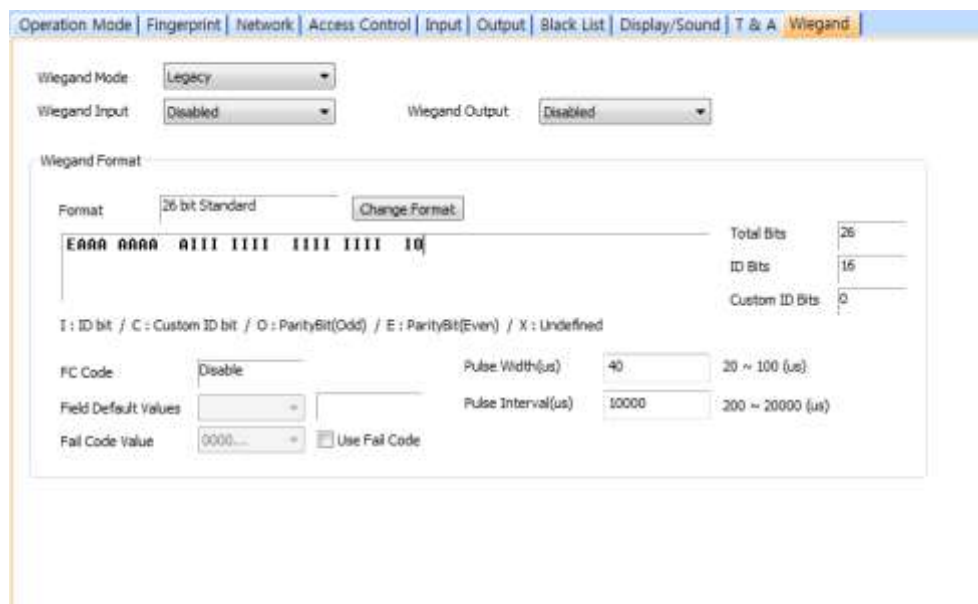 Operation Mode | Fingerprint | Network | Access Control | Input | Output | Black List | Display/Sound | T & A Wiegand
Wiegand Mode Legacy
Wiegand Input Disabled Wiegand Output Disabled
Wiegand Format
Format 26 bit Standard Change Format
EAAA AAAA AIII IIII IIII IIII IO
Total Bits 26
ID Bits 16
Custom ID Bits 0
I : ID bit / C : Custom ID bit / O : ParityBit(Odd) / E : ParityBit(Even) / X : Undefined
FC Code Disable Pulse Width(us) 40 20 ~ 100 (us)
Field Default Values Pulse Interval(us) 10000 200 ~ 20000 (us)
Fail Code Value 0000... Use Fail Code